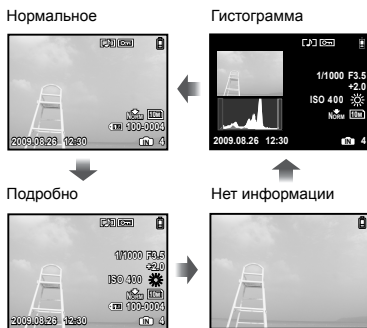 Нормальное
Гистограмма
10M
NORM
100-0004
2009.08.26 12:30
IN 4
1/1000 F3.5
+2.0
ISO 400
NORM 10M
2009.08.26 12:30
IN 4
Подробно
Нет информации
1/1000 F3.5
+2.0
ISO 400
NORM 10M
100-0004
2009.08.26 12:30
IN 4